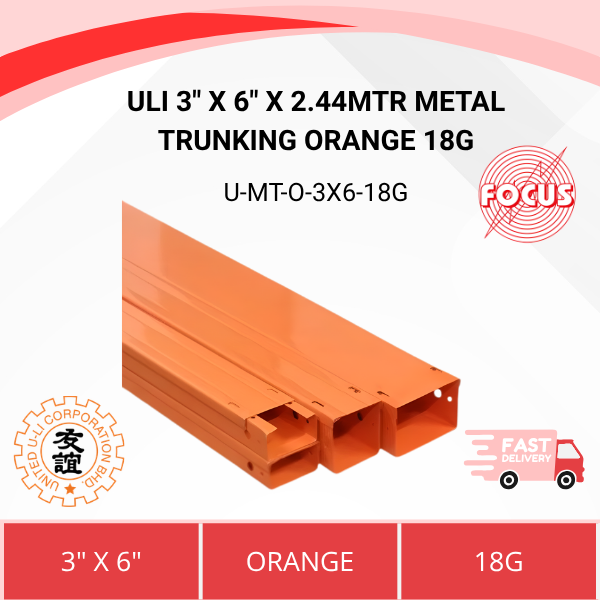 ULI 3" X 6" X 2.44MTR METAL
TRUNKING ORANGE 18G
U-MT-O-3X6-18G
FOCUS
UNITED U-LI CORPORATION BHD.
友
誼
FAST
DELIVERY
3" X 6"
ORANGE
18G